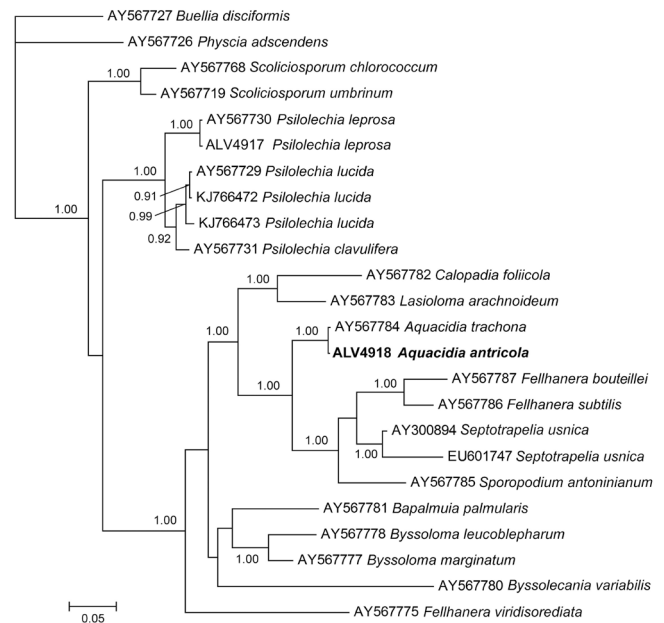 AY567727 Buellia disciformis
AY567726 Physcia adscendens
AY567768 Scoliciosporum chlorococcum
1.00
AY567719 Scoliciosporum umbrinum
AY567730 Psilolechia leprosa
1.00
ALV4917 Psilolechia leprosa
1.00
AY567729 Psilolechia lucida
0.91
KJ766472 Psilolechia lucida
0.99
1.00
KJ766473 Psilolechia lucida
0.92
AY567731 Psilolechia clavulifera
AY567782 Calopadia foliicola
1.00
AY567783 Lasioloma arachnoideum
1.00
1.00
AY567784 Aquacidia trachona
ALV4918 Aquacidia antricola
1.00
AY567787 Fellhanera bouteillei
1.00
AY567786 Fellhanera subtilis
AY300894 Septotrapelia usnica
1.00
1.00
EU601747 Septotrapelia usnica
AY567785 Sporopodium antoninianum
AY567781 Bapalmuia palmularis
1.00
AY567778 Byssoloma leucoblepharum
1.00
AY567777 Byssoloma marginatum
AY567780 Byssolecania variabilis
AY567775 Fellhanera viridisorediata
0.05